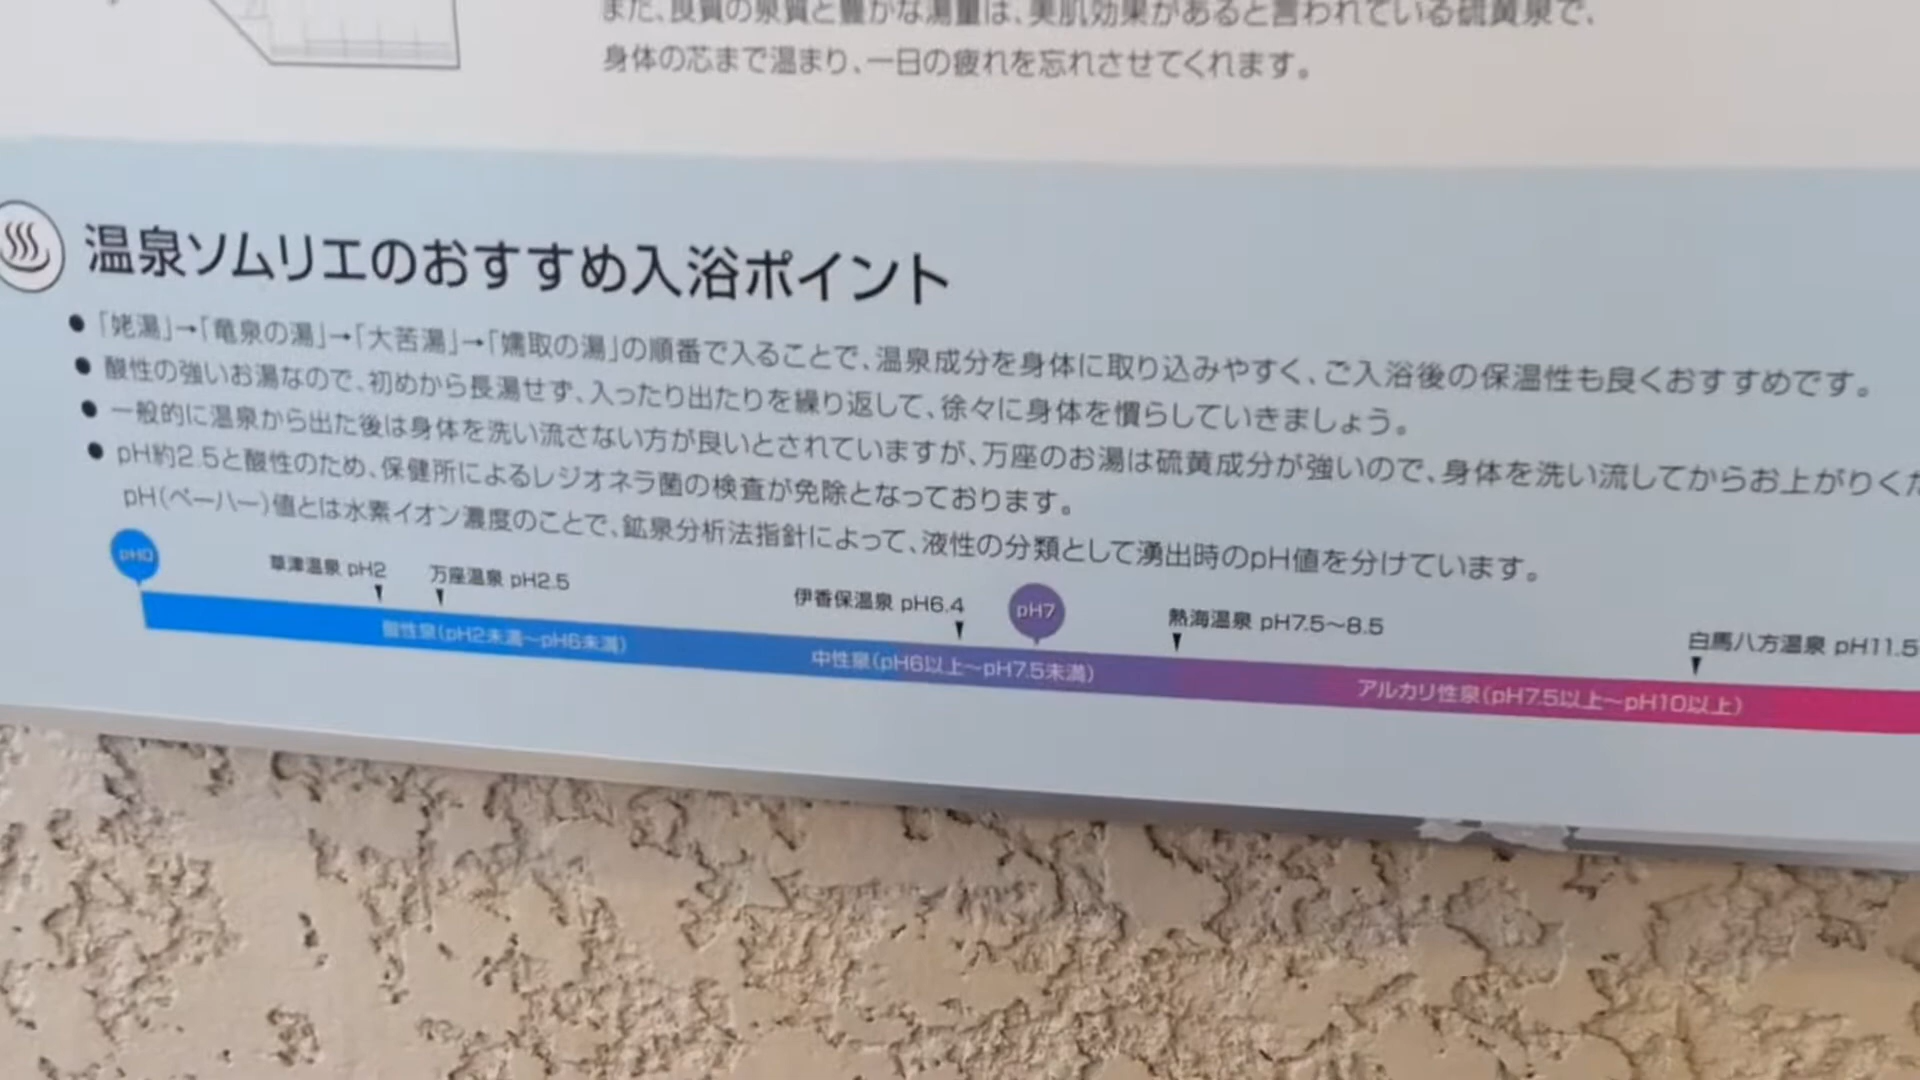 また、良質の泉質と豊かな湯量は、美肌効果があると言われている硫黄泉で、
身体の芯まで温まり、一日の疲れを忘れさせてくれます。
温泉ソムリエのおすすめ入浴ポイント
●「姥湯」→「竜泉の湯」→「大苦湯」→「嬬取の湯」の順番で入ることで、温泉成分を身体に取り込みやすく、ご入浴後の保温性も良くおすすめです。
●酸性の強いお湯なので、初めから長湯せず、入ったり出たりを繰り返して、徐々に身体を慣らしていきましょう。
●一般的に温泉から出た後は身体を洗い流さない方が良いとされていますが、万座のお湯は硫黄成分が強いので、身体を洗い流してからお上がりくだ
●pH約2.5と酸性のため、保健所によるレジオネラ菌の検査が免除となっております。
pH(ペーハー)値とは水素イオン濃度のことで、鉱泉分析法指針によって、液性の分類として湧出時のpH値を分けています。
pH0 草津温泉 pH2 万座温泉 pH2.5 伊香保温泉 pH6.4 pH7 熱海温泉 pH7.5〜8.5 白馬八方温泉 pH11.5
酸性泉(pH2未満〜pH6未満) 中性泉(pH6以上〜pH7.5未満) アルカリ性泉(pH7.5以上〜pH10以上)